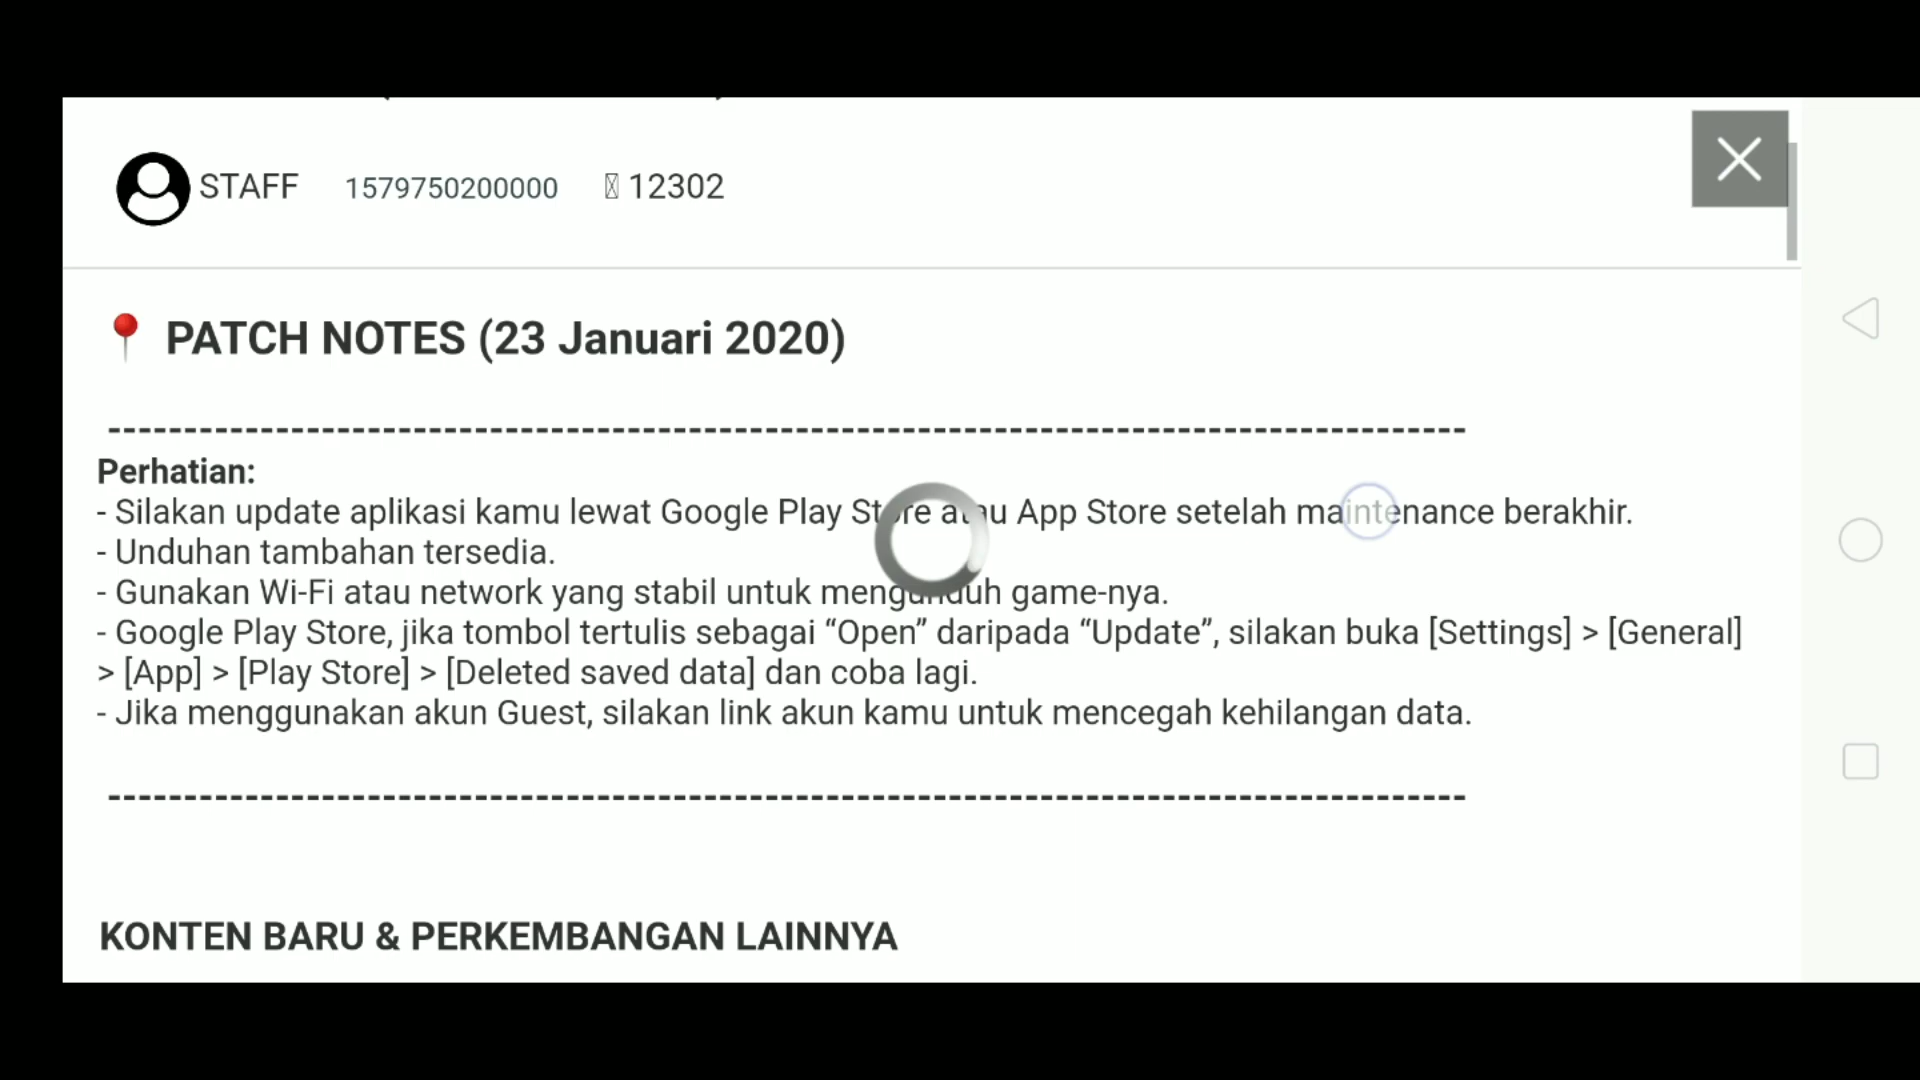 STAFF 1579750200000 12302
PATCH NOTES (23 Januari 2020)
--------------------------------------------------------------------------------------
Perhatian:
- Silakan update aplikasi kamu lewat Google Play Store atau App Store setelah maintenance berakhir.
- Unduhan tambahan tersedia.
- Gunakan Wi-Fi atau network yang stabil untuk mengunduh game-nya.
- Google Play Store, jika tombol tertulis sebagai “Open” daripada “Update”, silakan buka [Settings] > [General]
> [App] > [Play Store] > [Deleted saved data] dan coba lagi.
- Jika menggunakan akun Guest, silakan link akun kamu untuk mencegah kehilangan data.
--------------------------------------------------------------------------------------
KONTEN BARU & PERKEMBANGAN LAINNYA